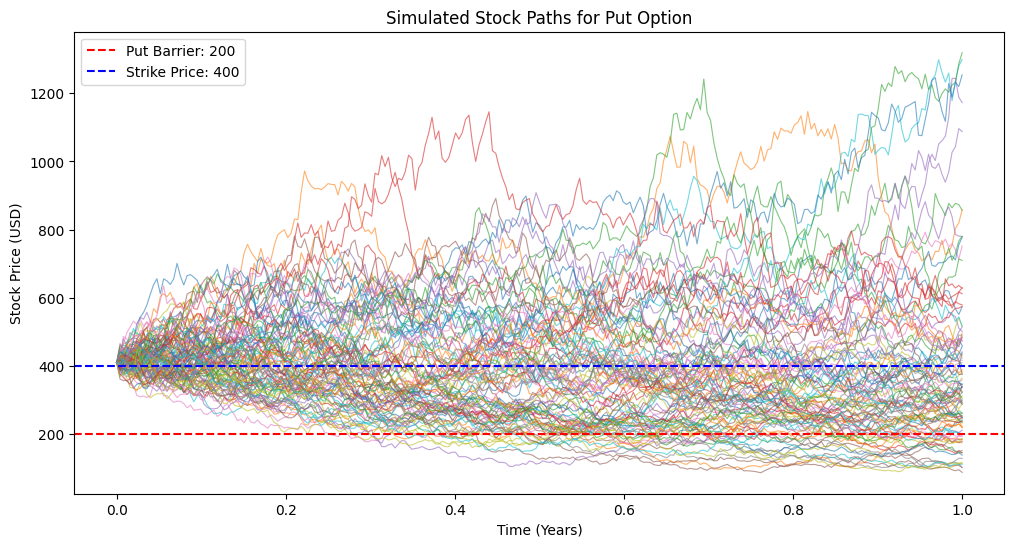 Simulated Stock Paths for Put Option
Put Barrier: 200
Strike Price: 400
Stock Price (USD)
1200
1000
800
600
400
200
0.0 0.2 0.4 0.6 0.8 1.0
Time (Years)